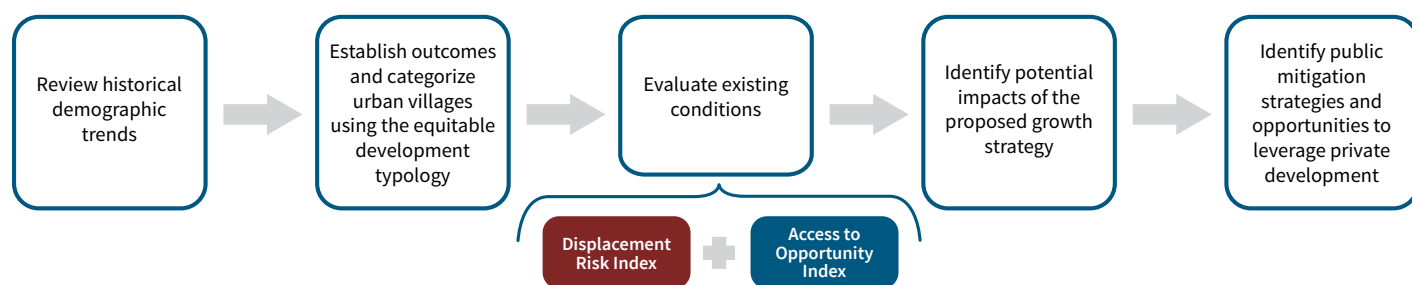 Review historical
demographic
trends
Establish outcomes
and categorize
urban villages
using the equitable
development
typology
Evaluate existing
conditions
Identify potential
impacts of the
proposed growth
strategy
Identify public
mitigation
strategies and
opportunities to
leverage private
development
Displacement
Risk Index
Access to
Opportunity
Index